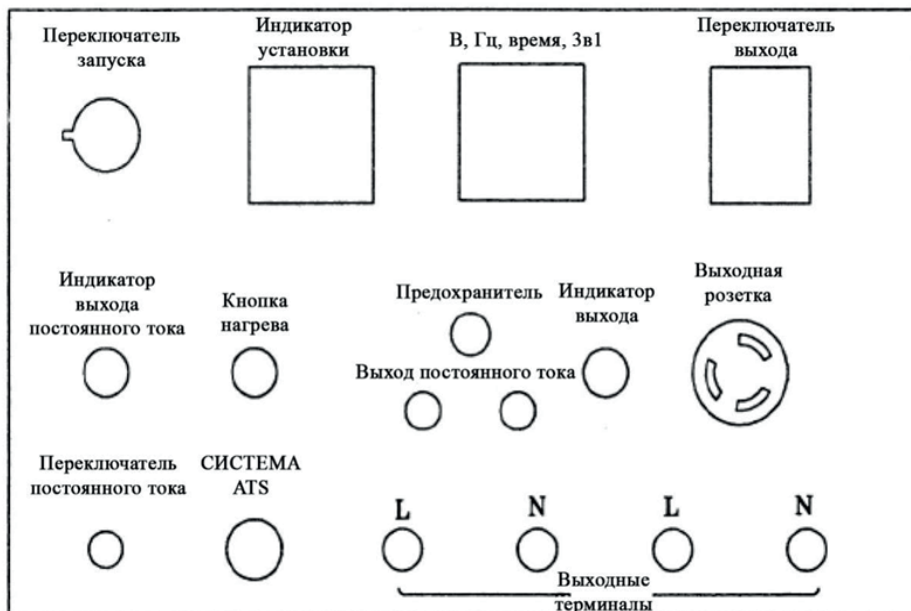 Переключатель
запуска
Индикатор
установки
В, Гц, время, 3в1
Переключатель
выхода
Индикатор
выхода
постоянного тока
Кнопка
нагрева
Предохранитель
Индикатор
выхода
Выходная
розетка
Выход постоянного тока
Переключатель
постоянного тока
СИСТЕМА
ATS
L
N
L
N
Выходные
терминалы